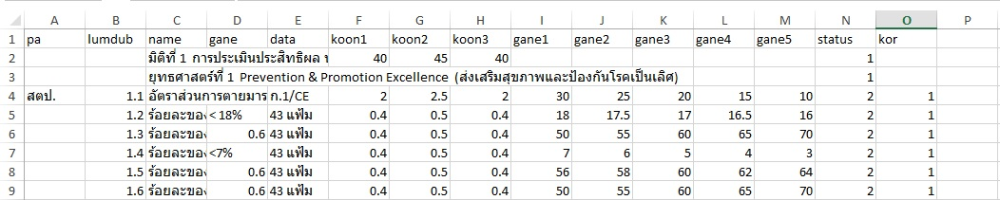 A B C D E F G H I J K L M N O P
1 pa lumdub name gane data koon1 koon2 koon3 gane1 gane2 gane3 gane4 gane5 status kor
2 มิติที่ 1 การประเมินประสิทธิผล 40 45 40 1
3 ยุทธศาสตร์ที่ 1 Prevention & Promotion Excellence (ส่งเสริมสุขภาพและป้องกันโรคเป็นเลิศ) 1
4 สตป. 1.1 อัตราส่วนการตายมาร ก.1/CE 2 2.5 2 30 25 20 15 10 2 1
5 1.2 ร้อยละของ < 18% 43 แฟ้ม 0.4 0.5 0.4 18 17.5 17 16.5 16 2 1
6 1.3 ร้อยละของ 0.6 43 แฟ้ม 0.4 0.5 0.4 50 55 60 65 70 2 1
7 1.4 ร้อยละของ <7% 43 แฟ้ม 0.4 0.5 0.4 7 6 5 4 3 2 1
8 1.5 ร้อยละของ 0.6 43 แฟ้ม 0.4 0.5 0.4 56 58 60 62 64 2 1
9 1.6 ร้อยละของ 0.6 43 แฟ้ม 0.4 0.5 0.4 50 55 60 65 70 2 1